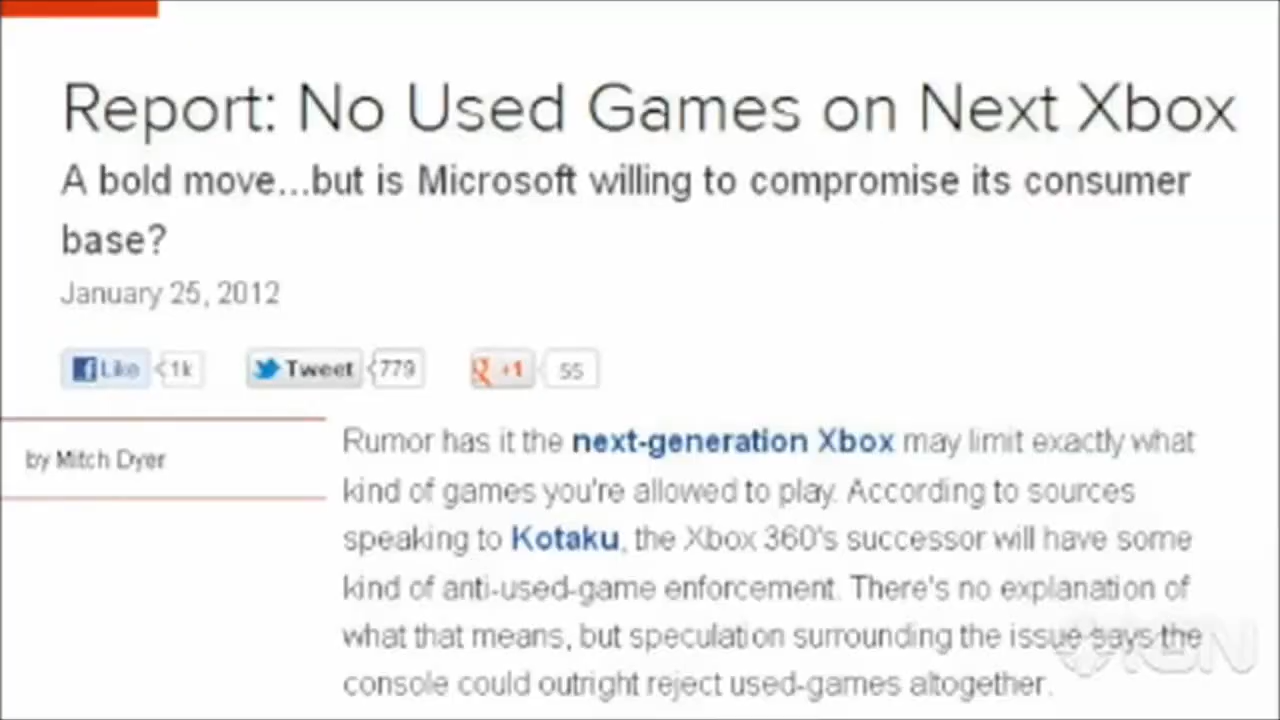 Report: No Used Games on Next Xbox
A bold move...but is Microsoft willing to compromise its consumer
base?
January 25, 2012
Like 1k Tweet 779 +1 55
by Mitch Dyer
Rumor has it the next-generation Xbox may limit exactly what
kind of games you're allowed to play. According to sources
speaking to Kotaku, the Xbox 360's successor will have some
kind of anti-used-game enforcement. There's no explanation of
what that means, but speculation surrounding the issue says the
console could outright reject used-games altogether.
IGN